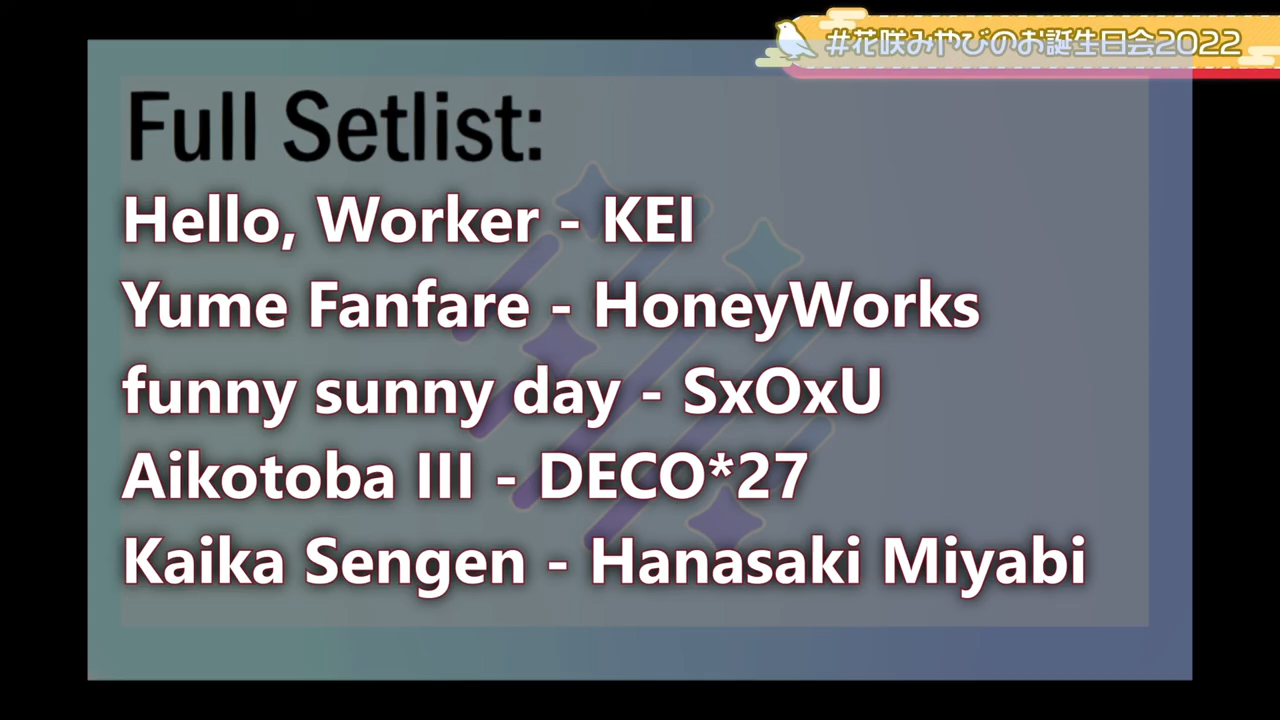 #花咲みやびのお誕生日会2022
Full Setlist:
Hello, Worker - KEI
Yume Fanfare - HoneyWorks
funny sunny day - SxOxU
Aikotoba III - DECO*27
Kaika Sengen - Hanasaki Miyabi